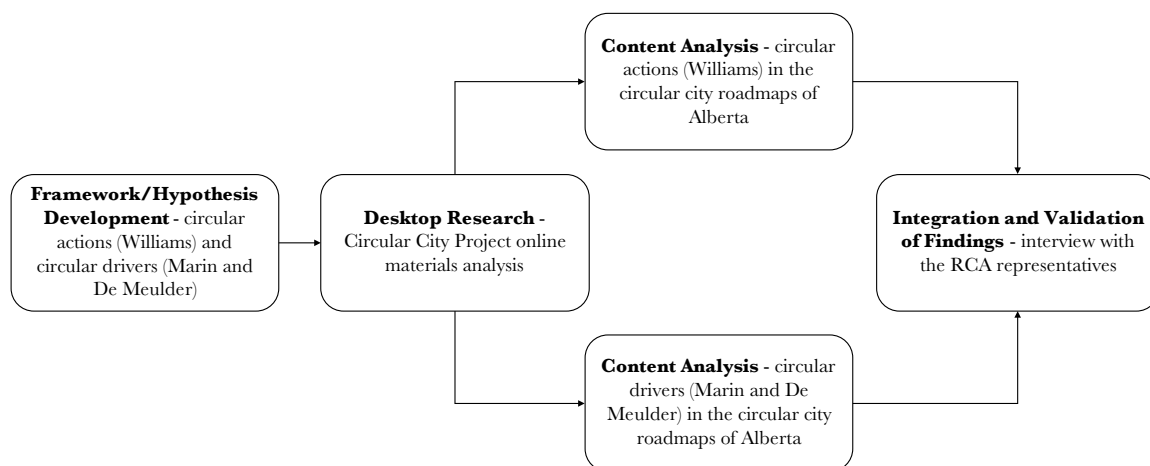 Framework/Hypothesis
Development - circular
actions (Williams) and
circular drivers (Marin and
De Meulder)
Desktop Research -
Circular City Project online
materials analysis
Content Analysis - circular
actions (Williams) in the
circular city roadmaps of
Alberta
Content Analysis - circular
drivers (Marin and De
Meulder) in the circular city
roadmaps of Alberta
Integration and Validation
of Findings - interview with
the RCA representatives